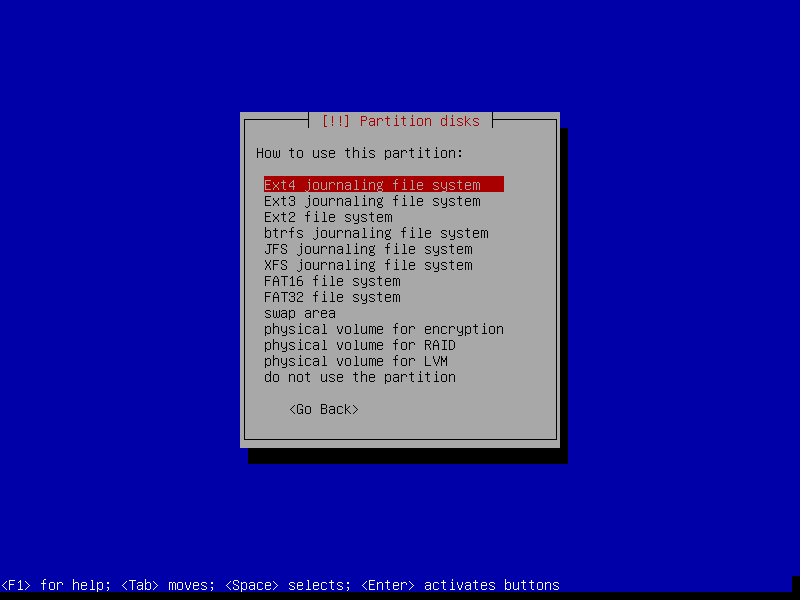 [!!] Partition disks
How to use this partition:
Ext4 journaling file system
Ext3 journaling file system
Ext2 file system
btrfs journaling file system
JFS journaling file system
XFS journaling file system
FAT16 file system
FAT32 file system
swap area
physical volume for encryption
physical volume for RAID
physical volume for LVM
do not use the partition
<Go Back>
<F1> for help; <Tab> moves; <Space> selects; <Enter> activates buttons